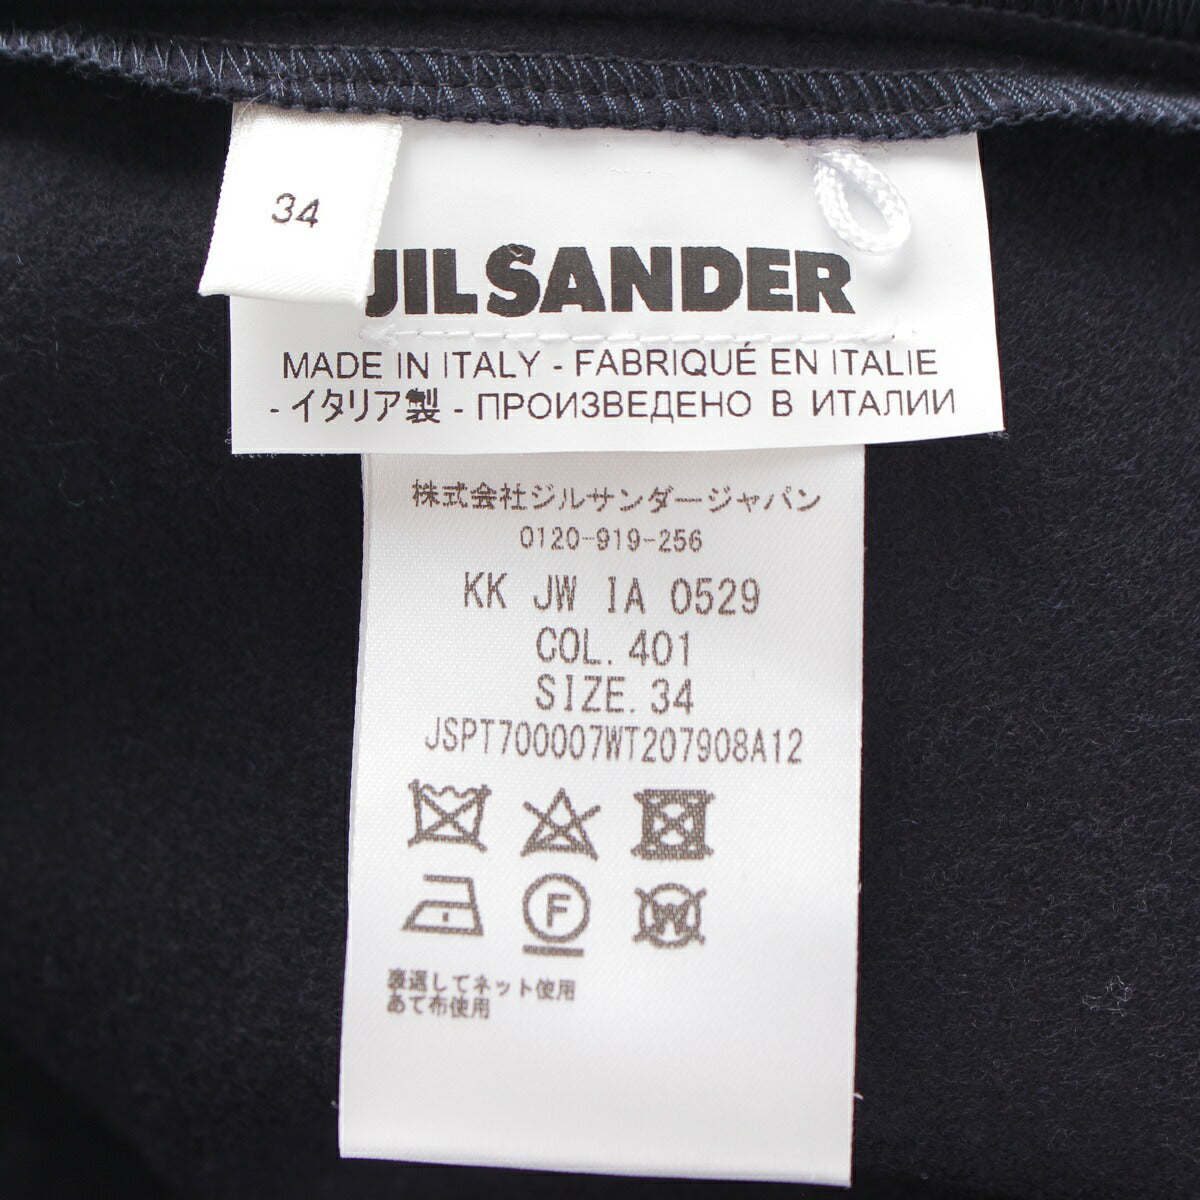 34
JIL SANDER
MADE IN ITALY - FABRIQUÉ EN ITALIE
- イタリア製 - ПРОИЗВЕДЕНО В ИТАЛИИ
株式会社ジルサンダージャパン
0120-919-256
KK JW IA 0529
COL. 401
SIZE. 34
JSPT700007WT207908A12
F
W
裏返してネット使用
あて布使用